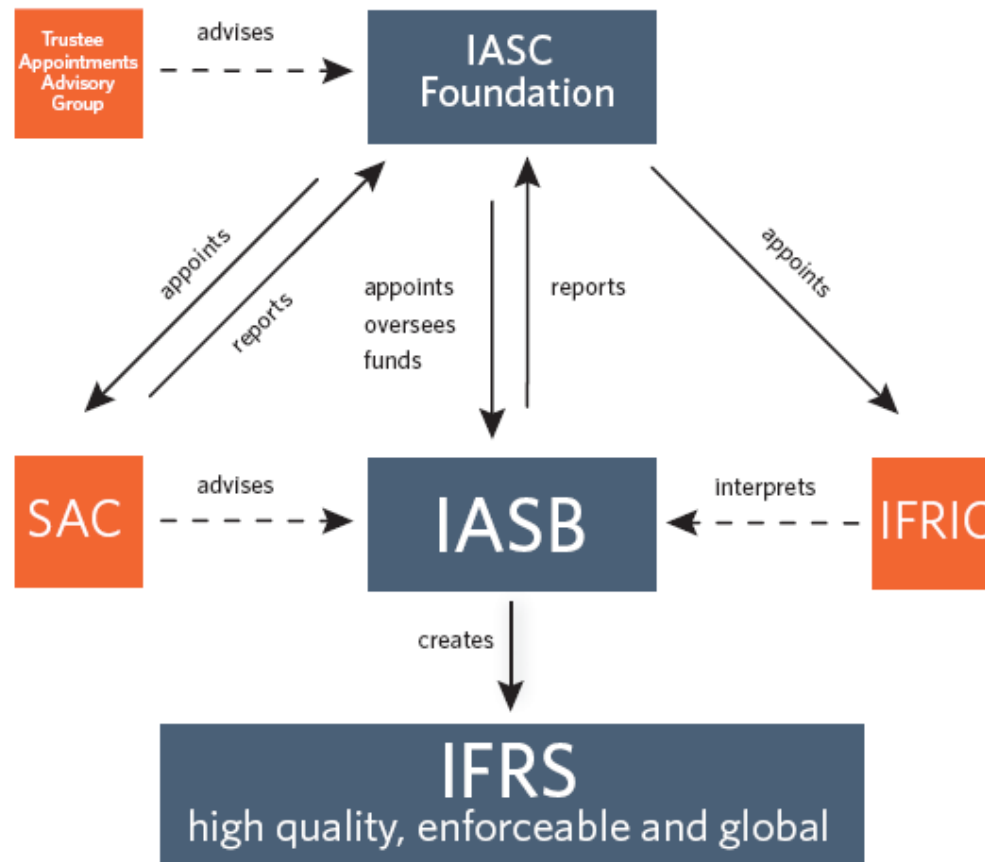 Trustee
Appointments
Advisory
Group
advises
IASC
Foundation
appoints
reports
appoints
oversees
funds
reports
appoints
SAC
advises
IASB
interprets
IFRIC
creates
IFRS
high quality, enforceable and global